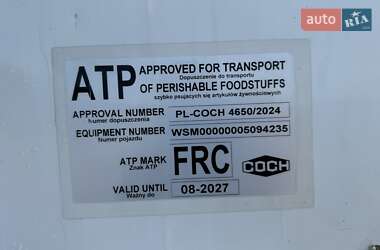 auto RIA.com
ATP APPROVED FOR TRANSPORT
Dopuszczenie do transportu
OF PERISHABLE FOODSTUFFS
szybko psujących się artykułów żywnościowych
APPROVAL NUMBER PL-COCH 4650/2024
Numer dopuszczenia
EQUIPMENT NUMBER WSM00000005094235
Numer pojazdu
ATP MARK FRC COCH
Znak ATP
VALID UNTIL 08-2027
Ważny do